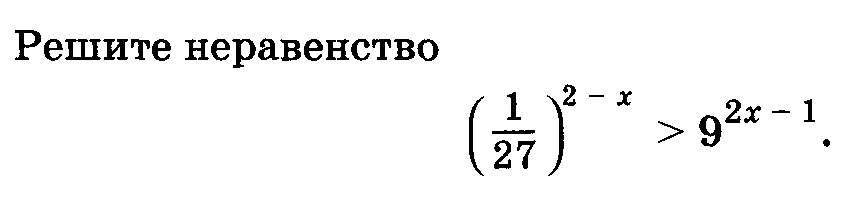 Решите неравенство
(1/27)^{2 − x} > 9^{2x − 1}.